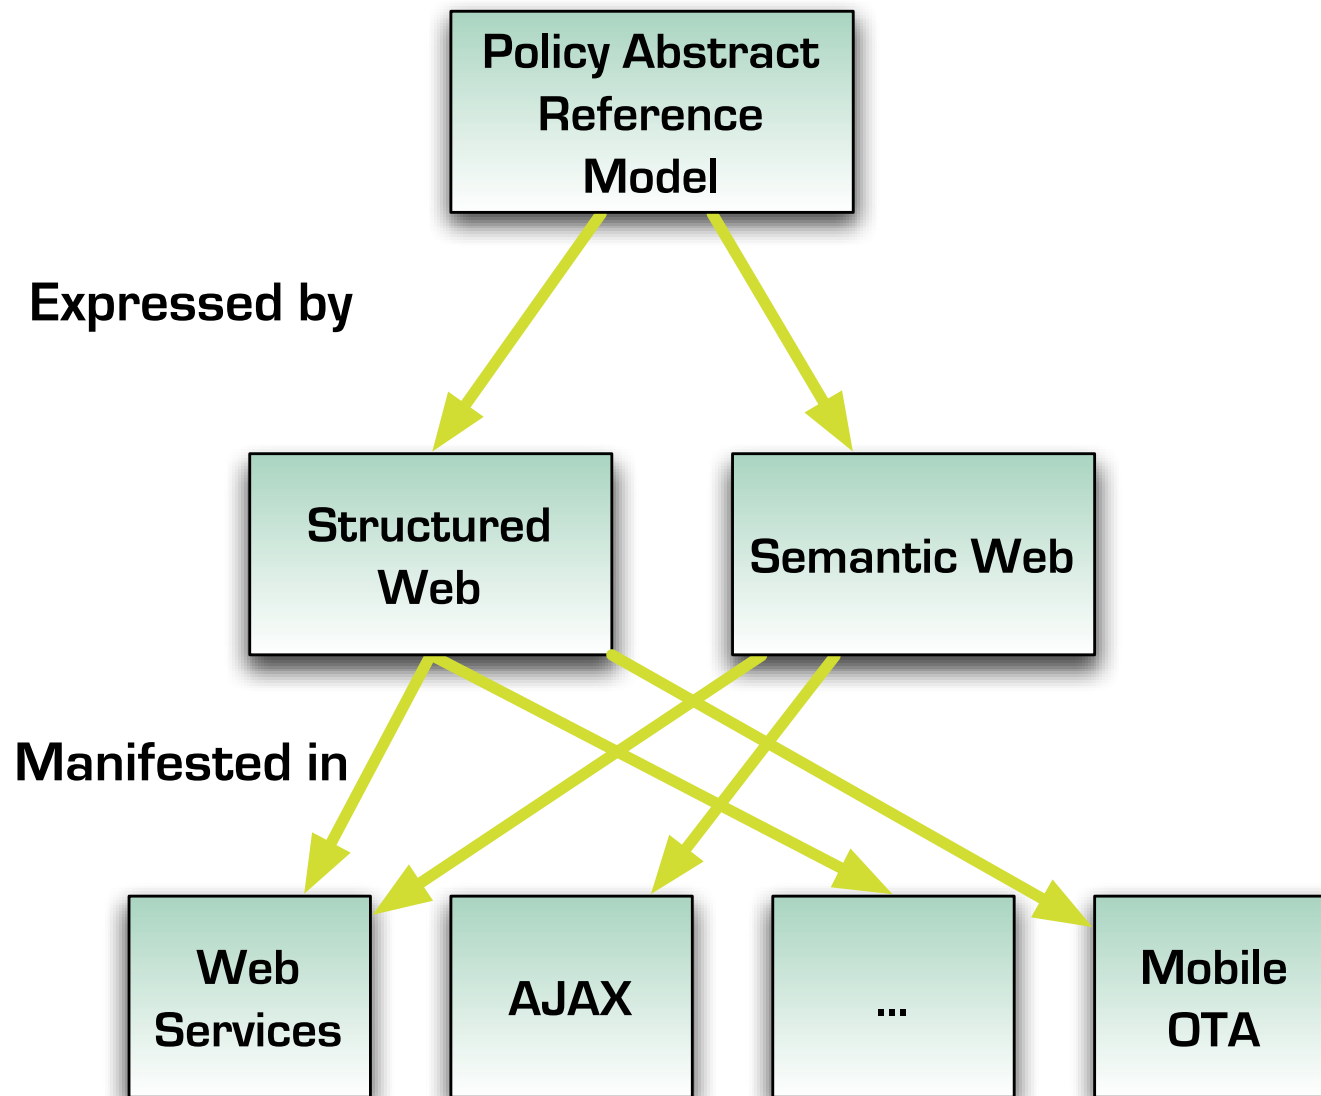 Policy Abstract
Reference
Model
Expressed by
Structured
Web
Semantic Web
Manifested in
Web
Services
AJAX
...
Mobile
OTA